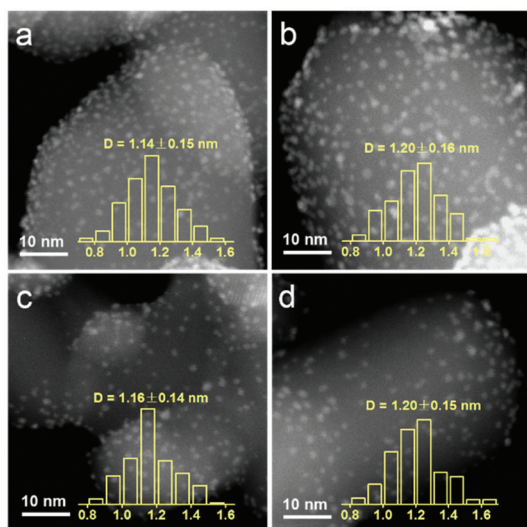 a
D = 1.14±0.15 nm
10 nm
0.8 1.0 1.2 1.4 1.6
b
D = 1.20±0.16 nm
10 nm
0.8 1.0 1.2 1.4 1.6
c
D = 1.16±0.14 nm
10 nm
0.8 1.0 1.2 1.4 1.6
d
D = 1.20±0.15 nm
10 nm
0.8 1.0 1.2 1.4 1.6